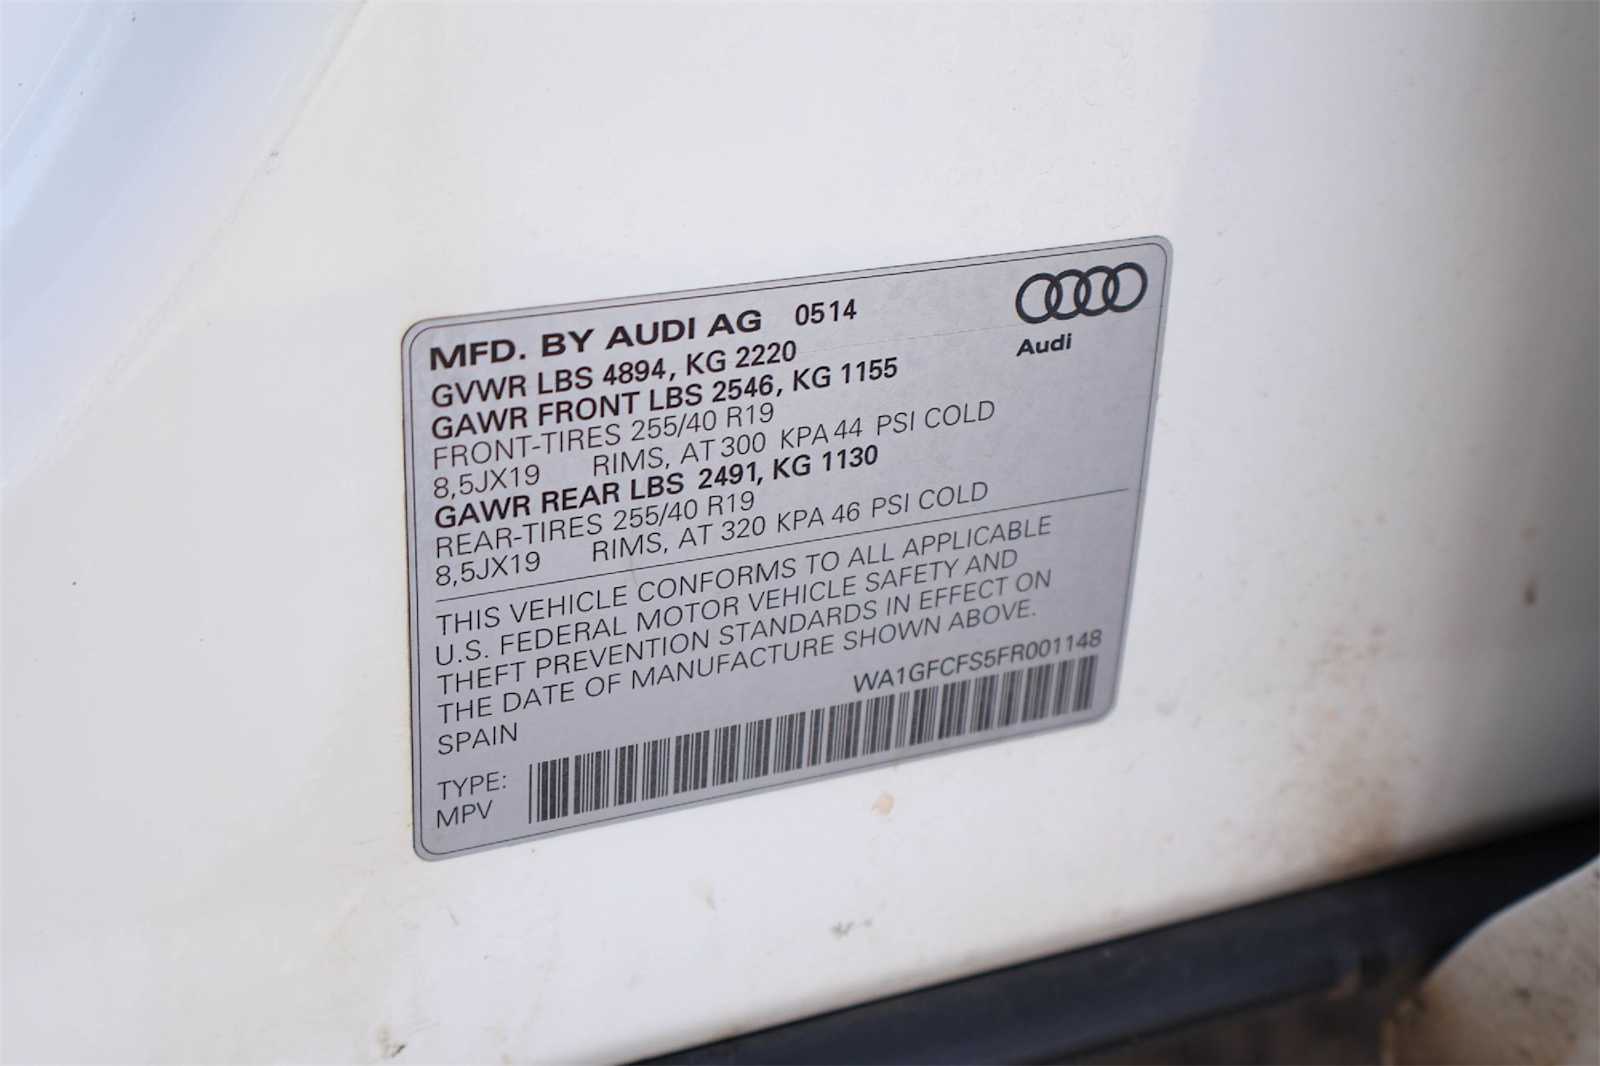 MFD. BY AUDI AG 0514
GVWR LBS 4894, KG 2220
GAWR FRONT LBS 2546, KG 1155
FRONT-TIRES 255/40 R19
8,5JX19 RIMS, AT 300 KPA 44 PSI COLD
GAWR REAR LBS 2491, KG 1130
REAR-TIRES 255/40 R19
8,5JX19 RIMS, AT 320 KPA 46 PSI COLD
Audi
THIS VEHICLE CONFORMS TO ALL APPLICABLE
U.S. FEDERAL MOTOR VEHICLE SAFETY AND
THEFT PREVENTION STANDARDS IN EFFECT ON
THE DATE OF MANUFACTURE SHOWN ABOVE.
SPAIN WA1GFCFS5FR001148
TYPE:
MPV